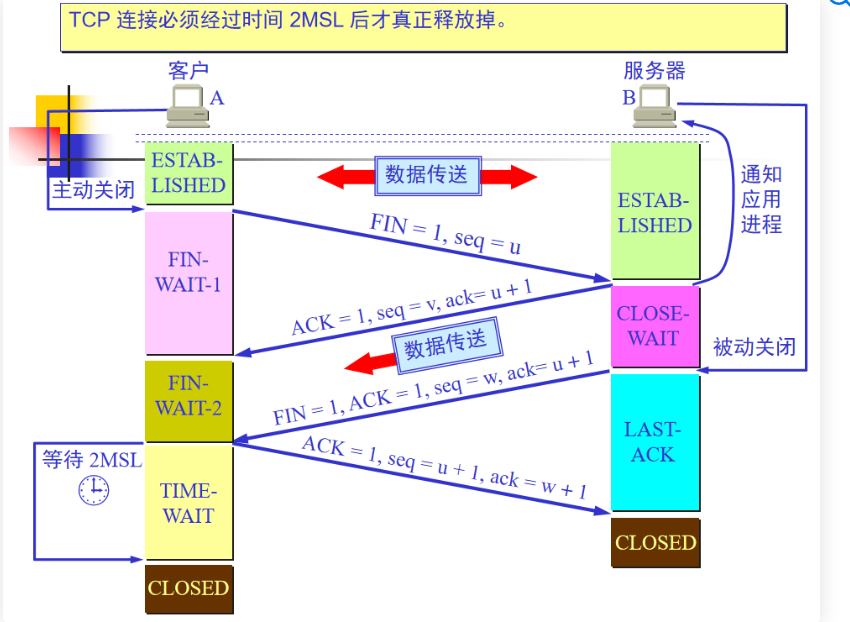 TCP 连接必须经过时间 2MSL 后才真正释放掉。
客户
A
服务器
B
ESTAB-
LISHED
主动关闭
数据传送
ESTAB-
LISHED
通知
应用
进程
FIN = 1, seq = u
FIN-
WAIT-1
ACK = 1, seq = v, ack= u + 1
CLOSE-
WAIT
被动关闭
数据传送
FIN-
WAIT-2
FIN = 1, ACK = 1, seq = w, ack= u + 1
LAST-
ACK
ACK = 1, seq = u + 1, ack = w + 1
等待 2MSL
TIME-
WAIT
CLOSED
CLOSED